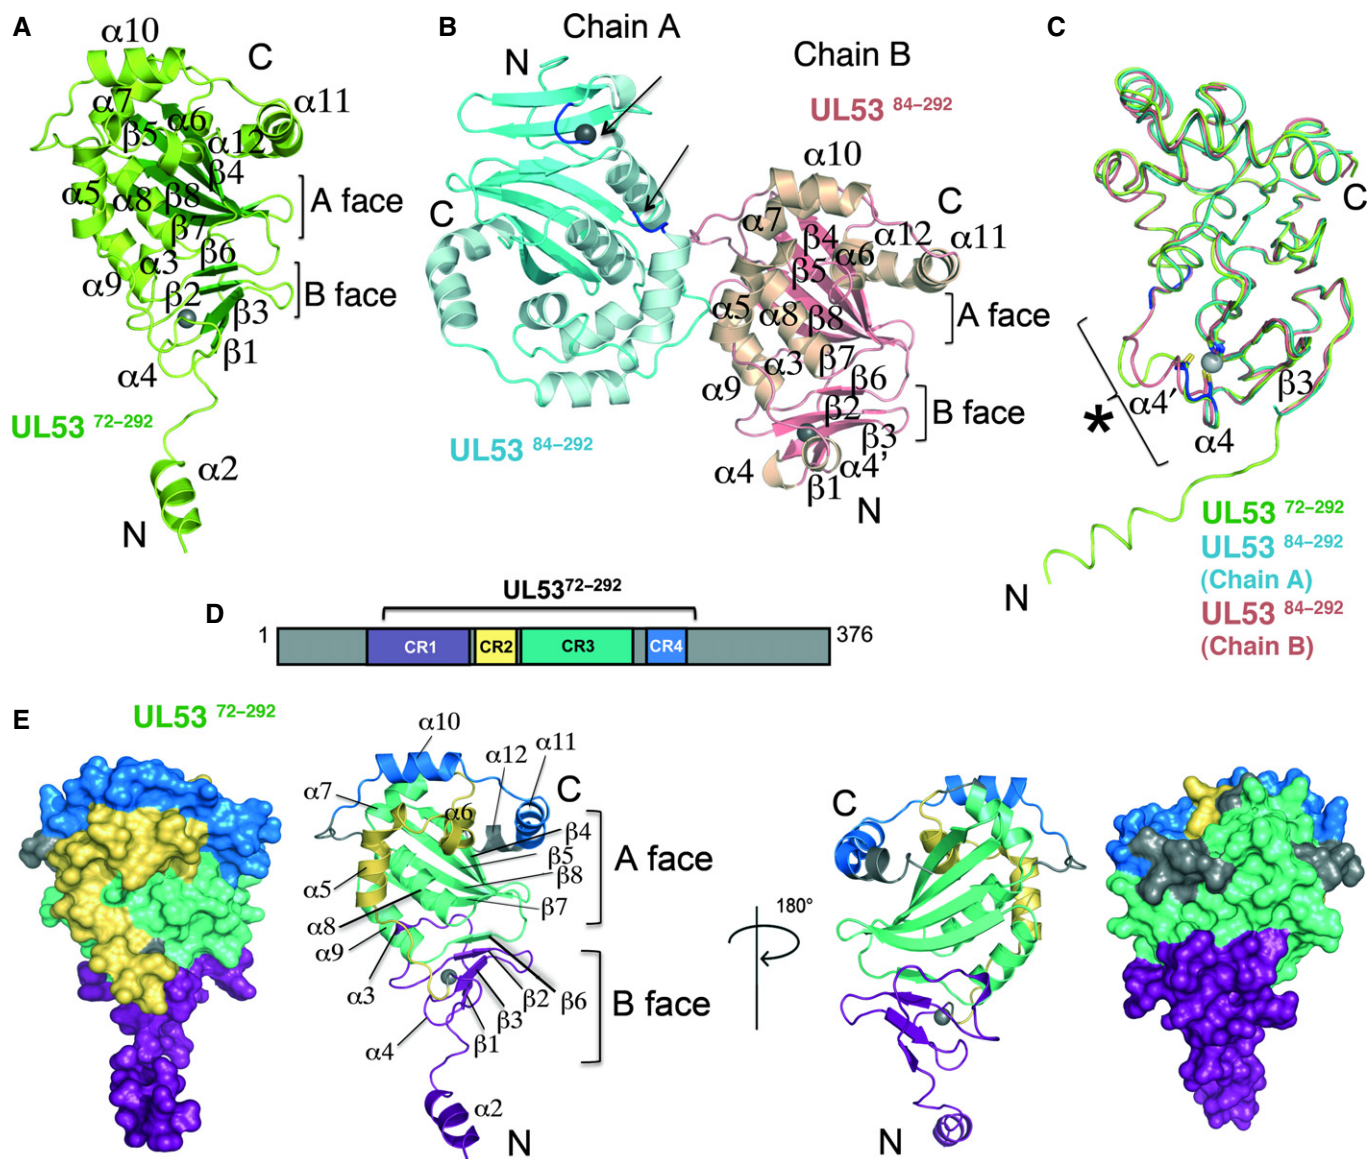 A
α10
C
α7
α6
α11
β5
α12
β4
α5
α8
β8
A face
β7
β6
α3
α9
β2
B face
β3
β1
α4
UL53 72–292
α2
N
B
Chain A
N
Chain B
UL53 84–292
α10
C
C
α7
β4
α12
α11
α6
β5
α5
α8
β8
A face
α3
β7
α9
β6
β2
B face
β3
α4
α4’
β1
N
UL53 84–292
C
C
β3
*
α4′
α4
UL53 72–292
UL53 84–292
(Chain A)
UL53 84–292
(Chain B)
N
D
UL53 72–292
1
CR1
CR2
CR3
CR4
376
E
UL53 72–292
α10
α12
α11
α7
C
α6
β4
β5
A face
α5
β8
β7
α8
α9
α3
β2
β6
B face
β3
α4
β1
α2
N
C
180°
N